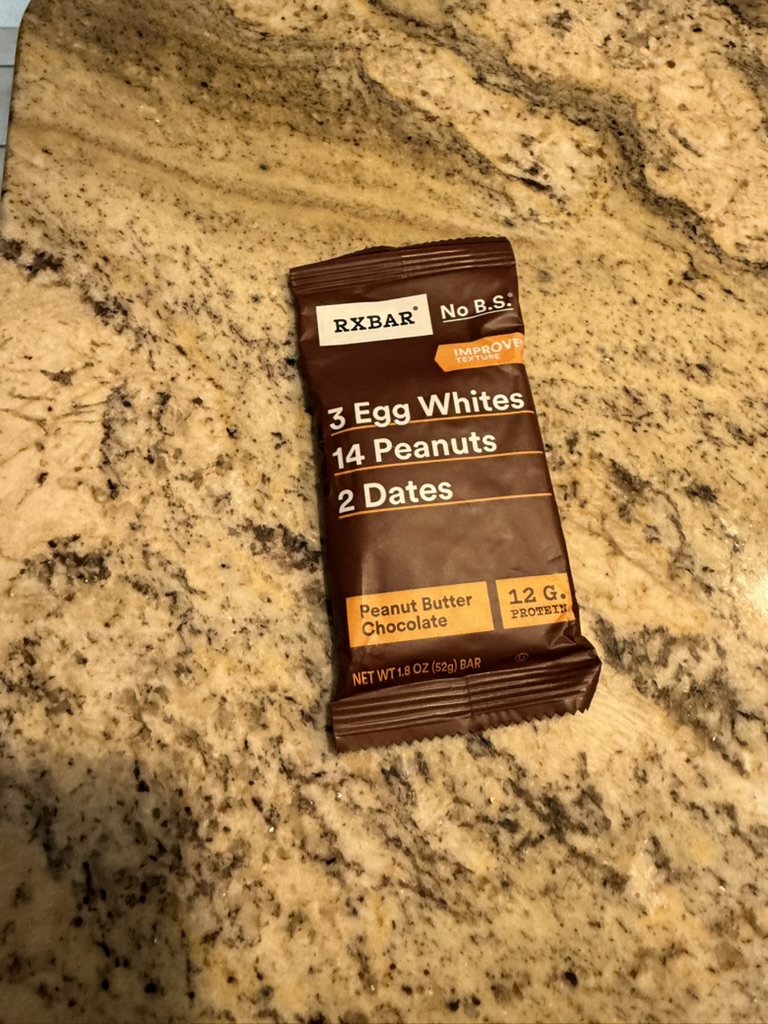 RXBAR®
No B.S.®
IMPROVE
TEXTURE
3 Egg Whites
14 Peanuts
2 Dates
Peanut Butter
Chocolate
12 G.
PROTEIN
NET WT 1.8 OZ (52g) BAR